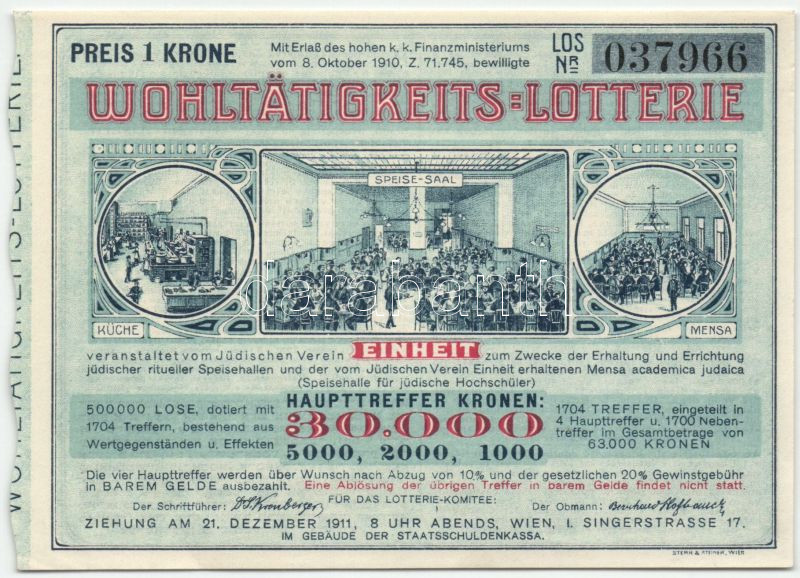 PREIS 1 KRONE
Mit Erlaß des hohen k. k. Finanzministeriums
vom 8. Oktober 1910, Z. 71.745, bewilligte
LOS NR 037966
WOHLTÄTIGKEITS=LOTTERIE
SPEISE-SAAL
KÜCHE
MENSA
darabanth
veranstaltet vom Jüdischen Verein EINHEIT zum Zwecke der Erhaltung und Errichtung
jüdischer ritueller Speisehallen und der vom Jüdischen Verein Einheit erhaltenen Mensa academica judaica
(Speisehalle für jüdische Hochschüler)
500000 LOSE, dotiert mit
1704 Treffern, bestehend aus
Wertgegenständen u. Effekten
HAUPTTREFFER KRONEN:
30.000
5000, 2000, 1000
1704 TREFFER, eingeteilt in
4 Haupttreffer u. 1700 Neben-
treffer im Gesamtbetrage von
63.000 KRONEN
Die vier Haupttreffer werden über Wunsch nach Abzug von 10% und der gesetzlichen 20% Gewinstgebühr
in BAREM GELDE ausbezahlt. Eine Ablösung der übrigen Treffer in barem Gelde findet nicht statt.
FÜR DAS LOTTERIE-KOMITEE:
Der Schriftführer:
Der Obmann: Bernhard
ZIEHUNG AM 21. DEZEMBER 1911, 8 UHR ABENDS, WIEN, I. SINGERSTRASSE 17.
IM GEBÄUDE DER STAATSSCHULDENKASSA.
STERN & STEINER, WIEN
WOHLTÄTIGKEITS-LOTTERIE